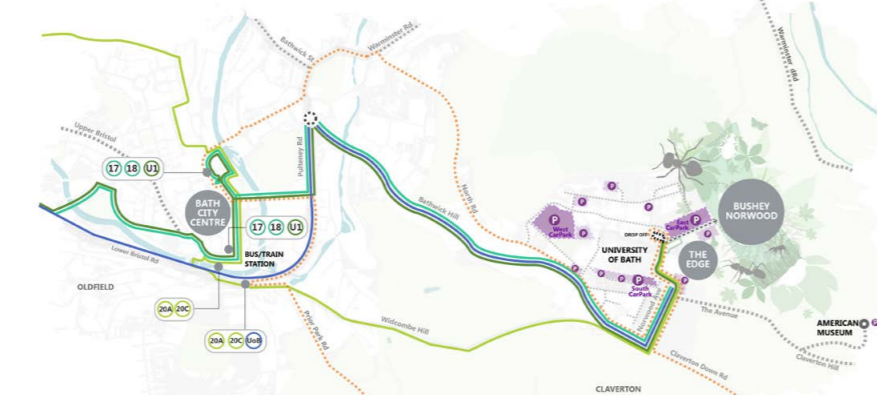 Warminster Rd
Bathwick St
Upper Bristol
17 18 U1
Pulteney Rd
BATH
CITY
CENTRE
17 18 U1
BUS/TRAIN
STATION
Lower Bristol Rd
OLDFIELD
20A 20C
20A 20C UoB
Prior Park Rd
Widcombe Hill
Bathwick Hill
North Rd
Warminster dRd
P
P
P
West
CarPark
P
P
East
CarPark
P
DROP OFF
UNIVERSITY
OF BATH
BUSHEY
NORWOOD
THE
EDGE
P
P
P
P
South
CarPark
P
Norwood
The Avenue
AMERICAN
MUSEUM
P
Claverton Hill
Claverton Down Rd
CLAVERTON